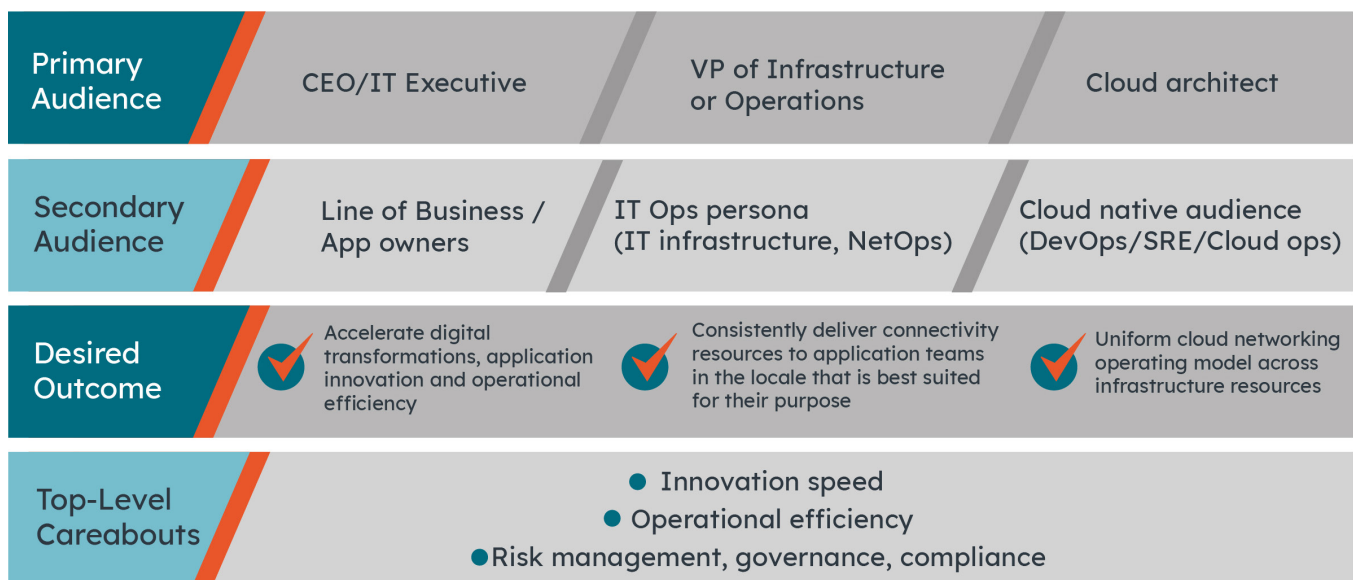 Primary
Audience
CEO/IT Executive
VP of Infrastructure
or Operations
Cloud architect
Secondary
Audience
Line of Business /
App owners
IT Ops persona
(IT infrastructure, NetOps)
Cloud native audience
(DevOps/SRE/Cloud ops)
Desired
Outcome
Accelerate digital
transformations, application
innovation and operational
efficiency
Consistently deliver connectivity
resources to application teams
in the locale that is best suited
for their purpose
Uniform cloud networking
operating model across
infrastructure resources
Top-Level
Careabouts
Innovation speed
Operational efficiency
Risk management, governance, compliance